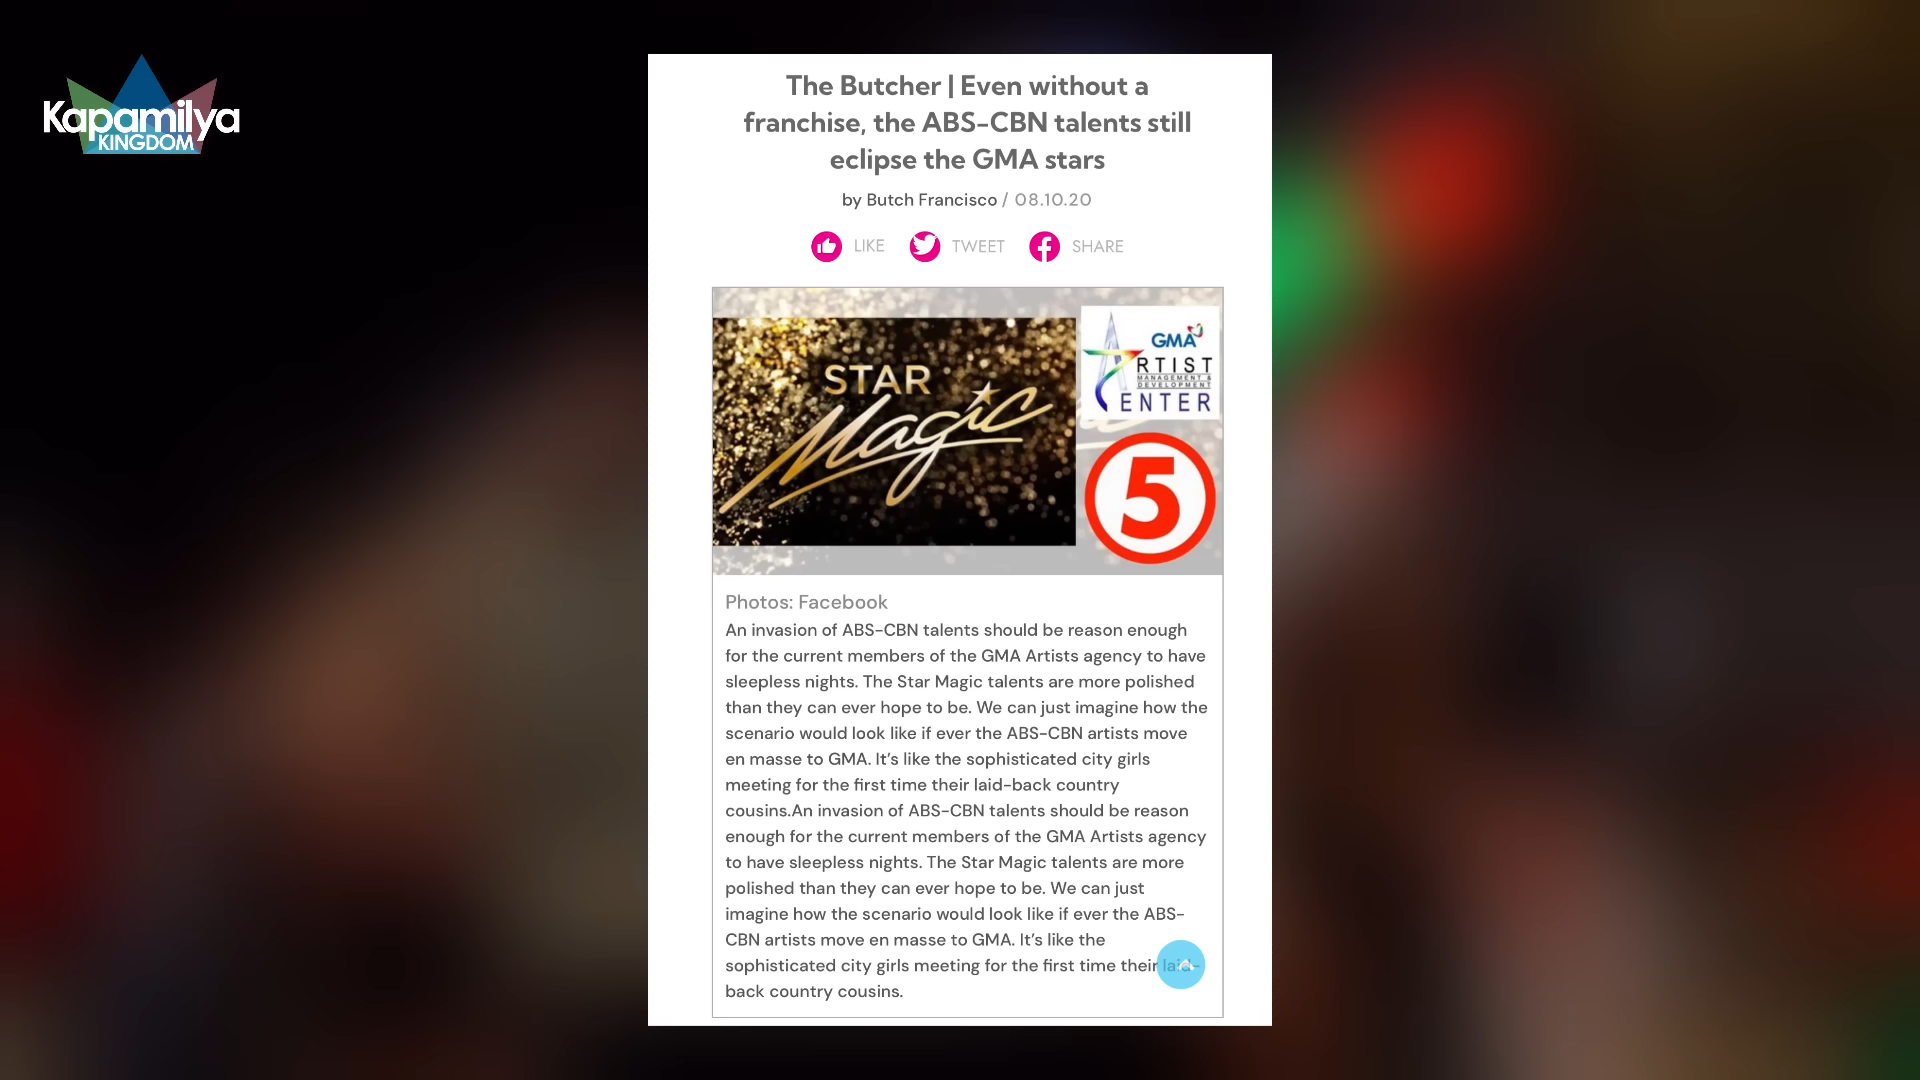 Kapamilya
KINGDOM
The Butcher | Even without a
franchise, the ABS-CBN talents still
eclipse the GMA stars
by Butch Francisco / 08.10.20
LIKE TWEET SHARE
STAR
Magic
GMA
ARTIST
MANAGEMENT &
DEVELOPMENT
CENTER
5
Photos: Facebook
An invasion of ABS-CBN talents should be reason enough
for the current members of the GMA Artists agency to have
sleepless nights. The Star Magic talents are more polished
than they can ever hope to be. We can just imagine how the
scenario would look like if ever the ABS-CBN artists move
en masse to GMA. It’s like the sophisticated city girls
meeting for the first time their laid-back country
cousins.An invasion of ABS-CBN talents should be reason
enough for the current members of the GMA Artists agency
to have sleepless nights. The Star Magic talents are more
polished than they can ever hope to be. We can just
imagine how the scenario would look like if ever the ABS-
CBN artists move en masse to GMA. It’s like the
sophisticated city girls meeting for the first time their laid-
back country cousins.